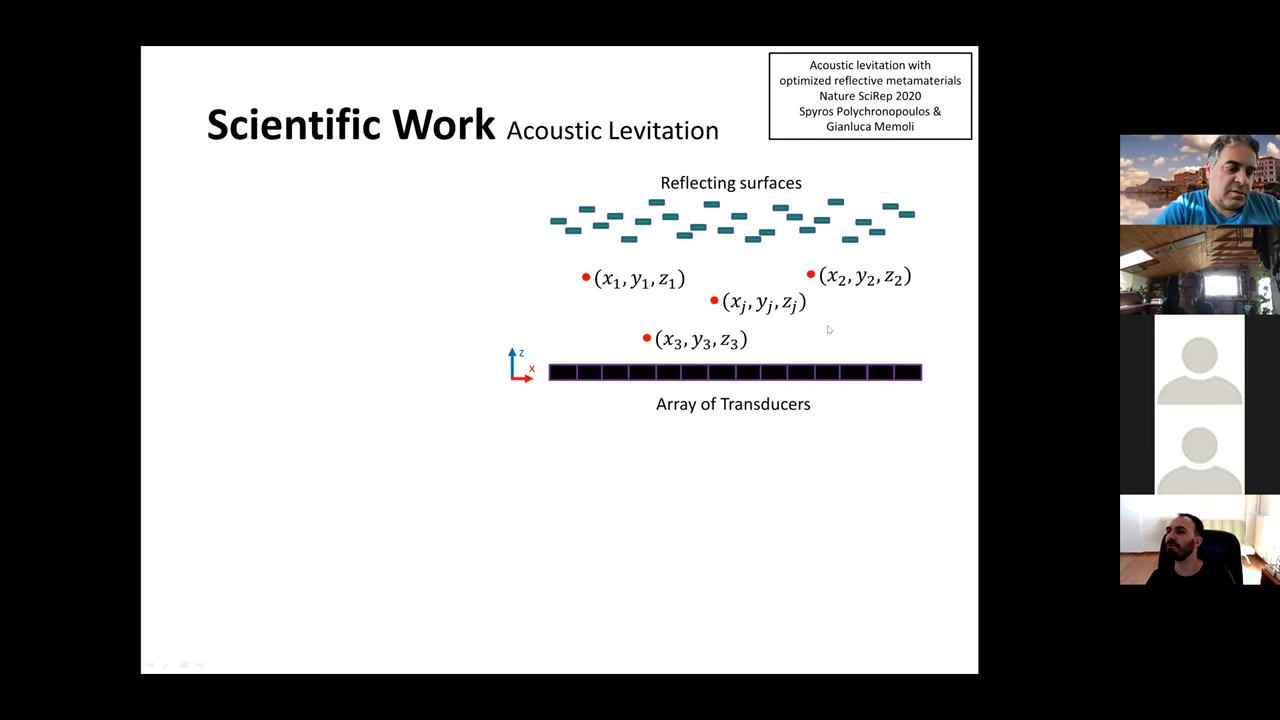 Acoustic levitation with
optimized reflective metamaterials
Nature SciRep 2020
Spyros Polychronopoulos &
Gianluca Memoli
Scientific Work Acoustic Levitation
Reflecting surfaces
(x₁, y₁, z₁)
(x₂, y₂, z₂)
(xⱼ, yⱼ, zⱼ)
(x₃, y₃, z₃)
z
x
Array of Transducers